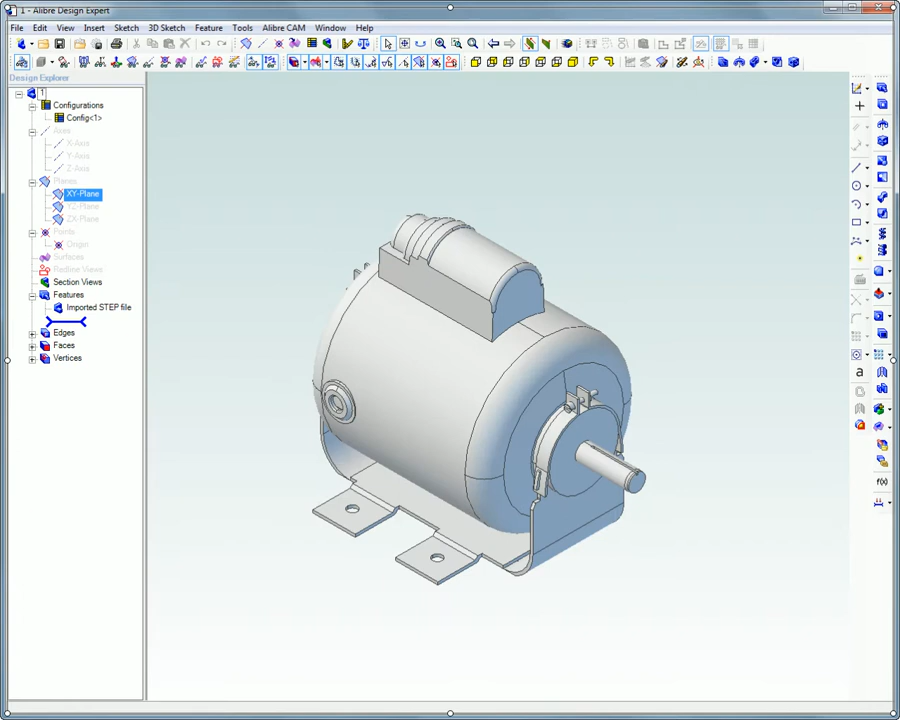 1 - Alibre Design Expert
File Edit View Insert Sketch 3D Sketch Feature Tools Alibre CAM Window Help
Design Explorer
1
Configurations
Config<1>
Axes
X-Axis
Y-Axis
Z-Axis
Planes
XY-Plane
YZ-Plane
ZX-Plane
Points
Origin
Surfaces
Redline Views
Section Views
Features
Imported STEP file
Edges
Faces
Vertices
a
f(x)